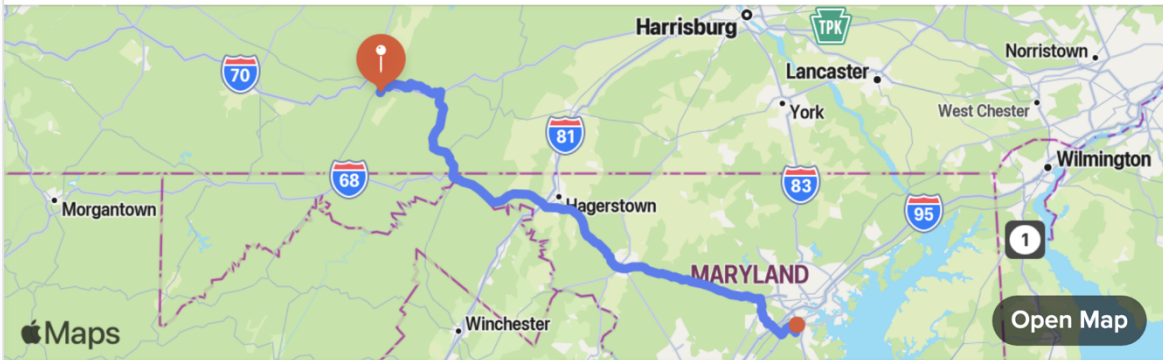 Harrisburg
TPK
Norristown
70
Lancaster
West Chester
York
81
Wilmington
68
83
Morgantown
Hagerstown
95
1
MARYLAND
Winchester
Maps
Open Map